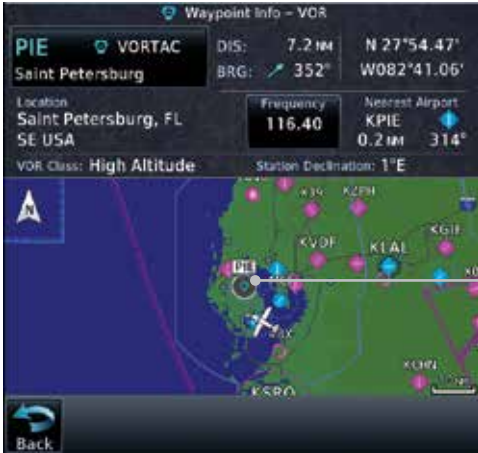 Waypoint Info – VOR
PIE VORTAC
Saint Petersburg
DIS: 7.2 NM
BRG: 352°
N 27°54.47'
W082°41.06'
Location
Saint Petersburg, FL
SE USA
Frequency
116.40
Nearest Airport
KPIE
0.2 NM 314°
VOR Class: High Altitude
Station Declination: 1°E
N
KZPH
KVDF
KLAL
KGIF
PIE
KSRQ
Back